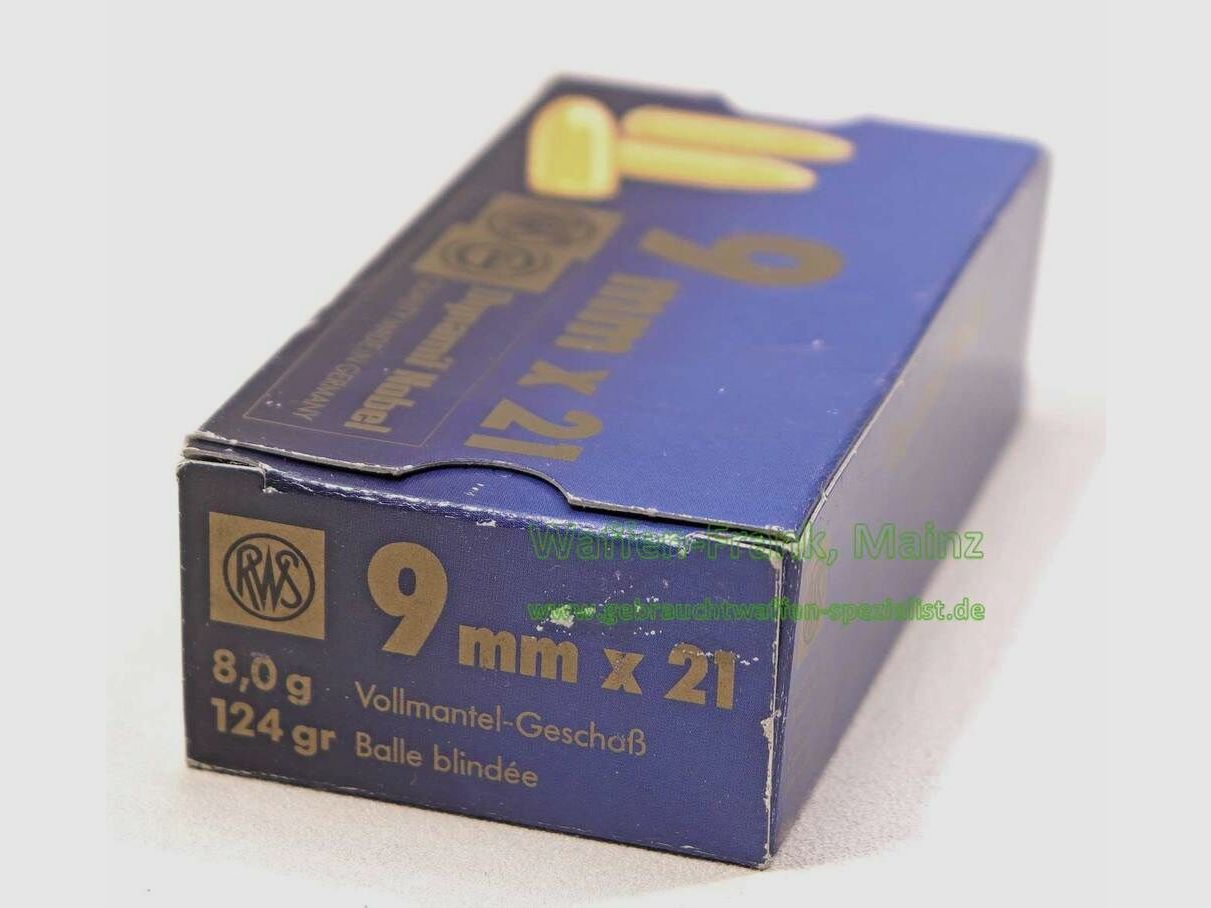 9
mm x 21
Dynamit Nobel
QUALITY MADE IN GERMANY
RWS
9 mm x 21
8,0 g
124 gr
Vollmantel-Geschoß
Balle blindée
Waffen-Frank, Mainz
www.gebrauchtwaffen-spezialist.de